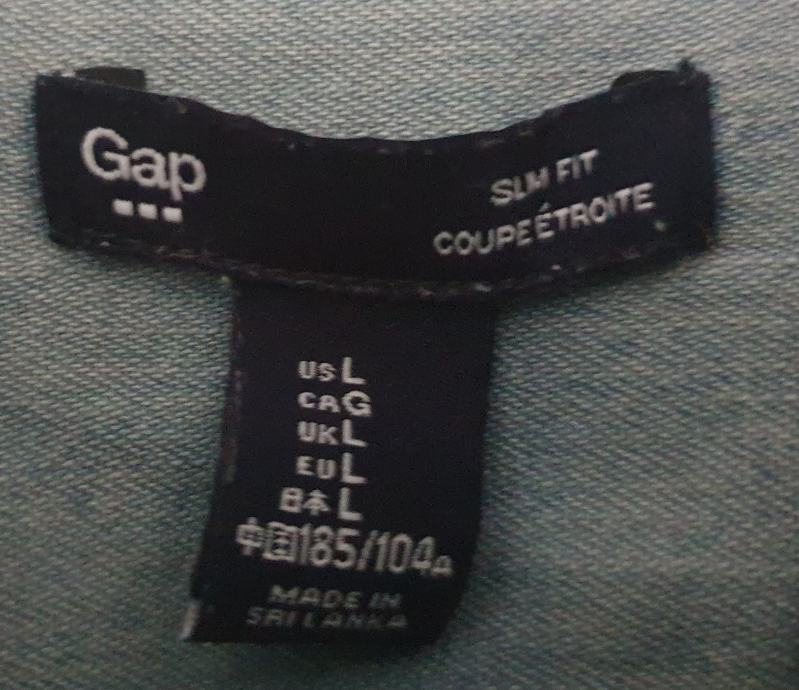 Gap
SLIM FIT
COUPE ÉTROITE
US L
CA G
UK L
EU L
日本 L
中国 185/104A
MADE IN
SRI LANKA